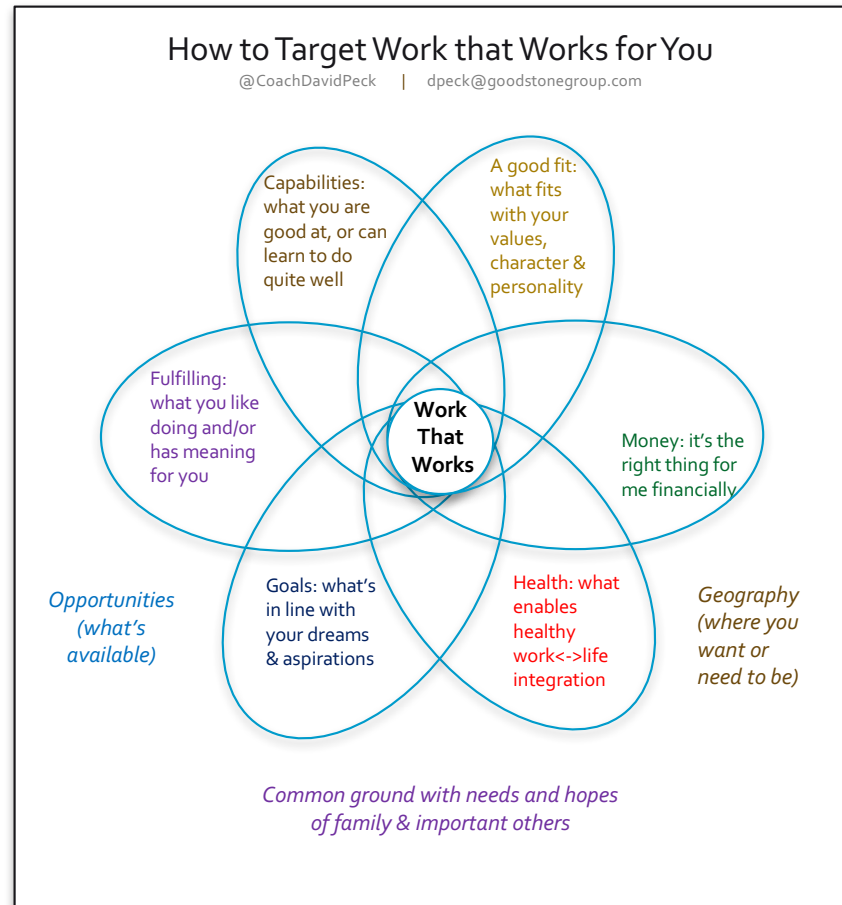 How to Target Work that Works for You
@CoachDavidPeck | dpeck@goodstonegroup.com
Capabilities:
what you are
good at, or can
learn to do
quite well
A good fit:
what fits
with your
values,
character &
personality
Fulfilling:
what you like
doing and/or
has meaning
for you
Work
That
Works
Money: it's the
right thing for
me financially
Goals: what's
in line with
your dreams
& aspirations
Health: what
enables
healthy
work<->life
integration
Opportunities
(what's
available)
Geography
(where you
want or
need to be)
Common ground with needs and hopes
of family & important others